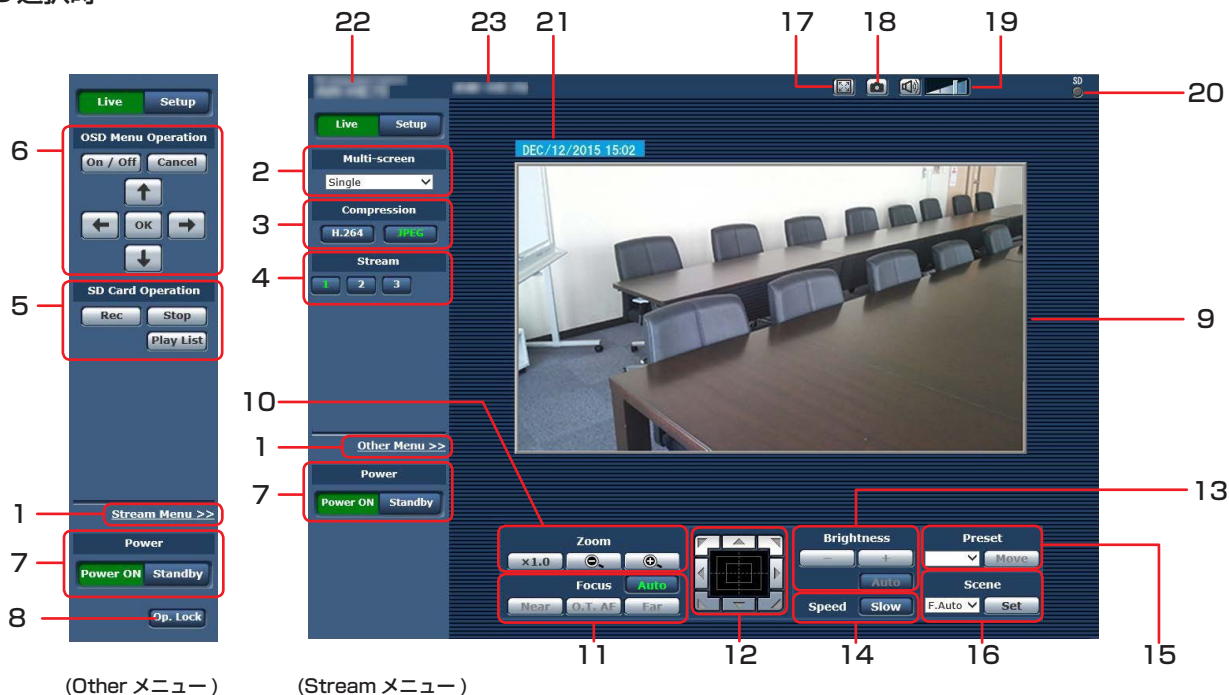 選択時
22
23
21
17
18
19
SD
20
Live Setup
OSD Menu Operation
On / Off Cancel
OK
6
SD Card Operation
Rec Stop
Play List
5
1
Stream Menu >>
Power
Power ON Standby
7
8
Op. Lock
(Other メニュー)
Live Setup
Multi-screen
Single
2
Compression
H.264 JPEG
3
Stream
1 2 3
4
DEC/12/2015 15:02
9
10
1
Other Menu >>
Power
Power ON Standby
7
Zoom
×1.0
Focus Auto
Near O.T. AF Far
11
12
13
Brightness
− +
Auto
Speed Slow
14
Preset
Move
15
Scene
F.Auto Set
16
(Stream メニュー)